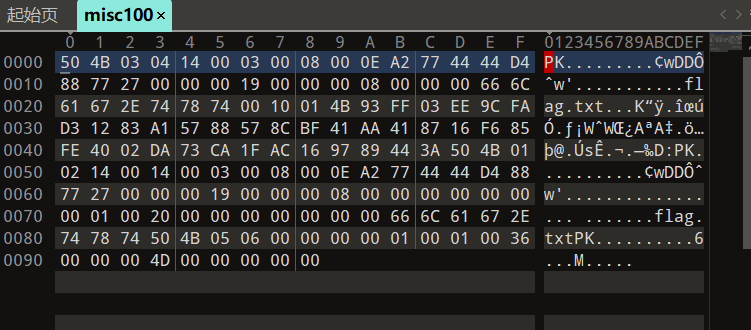 起始页 misc100 ×
0 1 2 3 4 5 6 7 8 9 A B C D E F 0123456789ABCDEF
0000 50 4B 03 04 14 00 03 00 08 00 0E A2 77 44 44 D4 PK.........¢wDDÔ
0010 88 77 27 00 00 00 19 00 00 00 08 00 00 00 66 6C ˆw'...........fl
0020 61 67 2E 74 78 74 00 10 01 4B 93 FF 03 EE 9C FA ag.txt...K“ÿ.îœú
0030 D3 12 83 A1 57 88 57 8C BF 41 AA 41 87 16 F6 85 Ó.ƒ¡WˆWŒ¿AªA‡.ö…
0040 FE 40 02 DA 73 CA 1F AC 16 97 89 44 3A 50 4B 01 þ@.ÚsÊ.¬.—‰D:PK.
0050 02 14 00 14 00 03 00 08 00 0E A2 77 44 44 D4 88 ..........¢wDDÔˆ
0060 77 27 00 00 00 19 00 00 00 08 00 00 00 00 00 00 w'..............
0070 00 01 00 20 00 00 00 00 00 00 00 66 6C 61 67 2E ... .......flag.
0080 74 78 74 50 4B 05 06 00 00 00 00 01 00 01 00 36 txtPK..........6
0090 00 00 00 4D 00 00 00 00 00 ...M.....